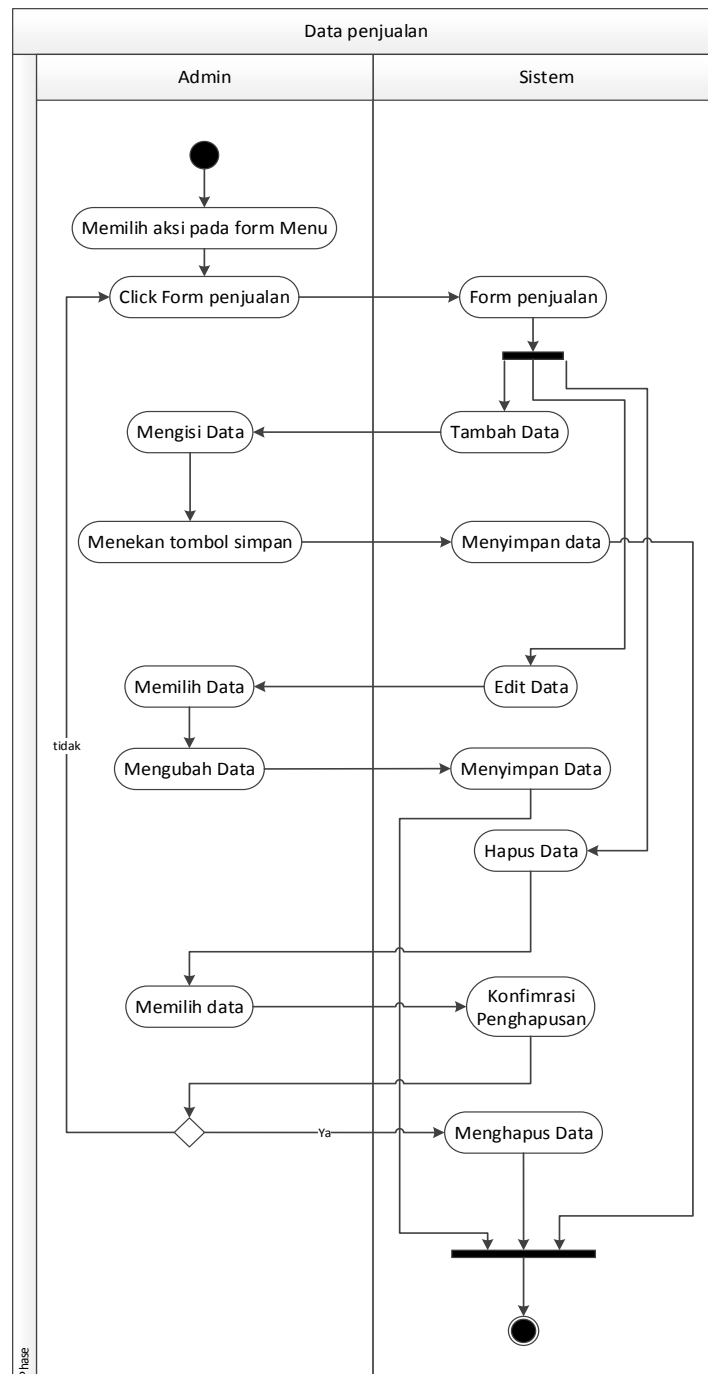 Data penjualan
Admin
Sistem
Memilih aksi pada form Menu
Click Form penjualan
Form penjualan
Mengisi Data
Tambah Data
Menekan tombol simpan
Menyimpan data
Memilih Data
Edit Data
tidak
Mengubah Data
Menyimpan Data
Hapus Data
Memilih data
Konfimrasi
Penghapusan
Ya
Menghapus Data
Phase